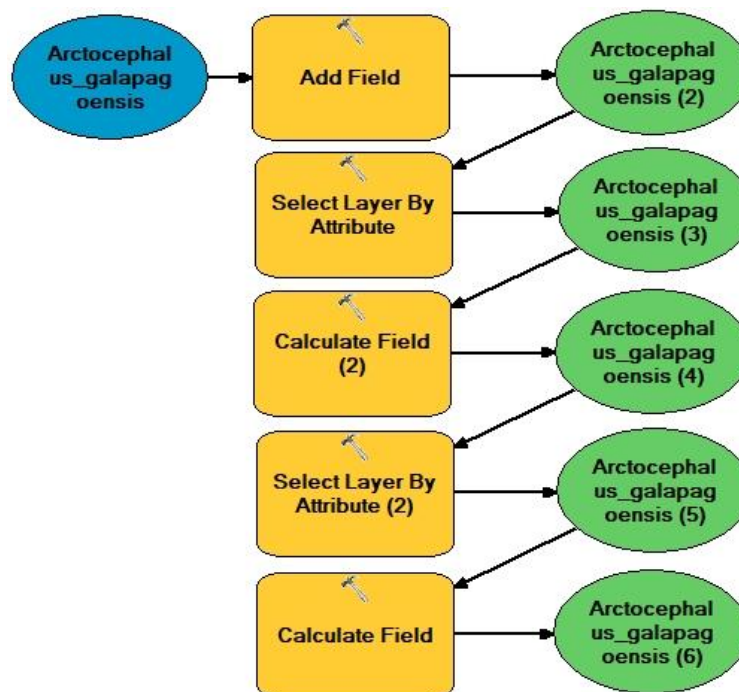 Arctocephal
us_galapag
oensis
Add Field
Arctocephal
us_galapag
oensis (2)
Select Layer By
Attribute
Arctocephal
us_galapag
oensis (3)
Calculate Field
(2)
Arctocephal
us_galapag
oensis (4)
Select Layer By
Attribute (2)
Arctocephal
us_galapag
oensis (5)
Calculate Field
Arctocephal
us_galapag
oensis (6)